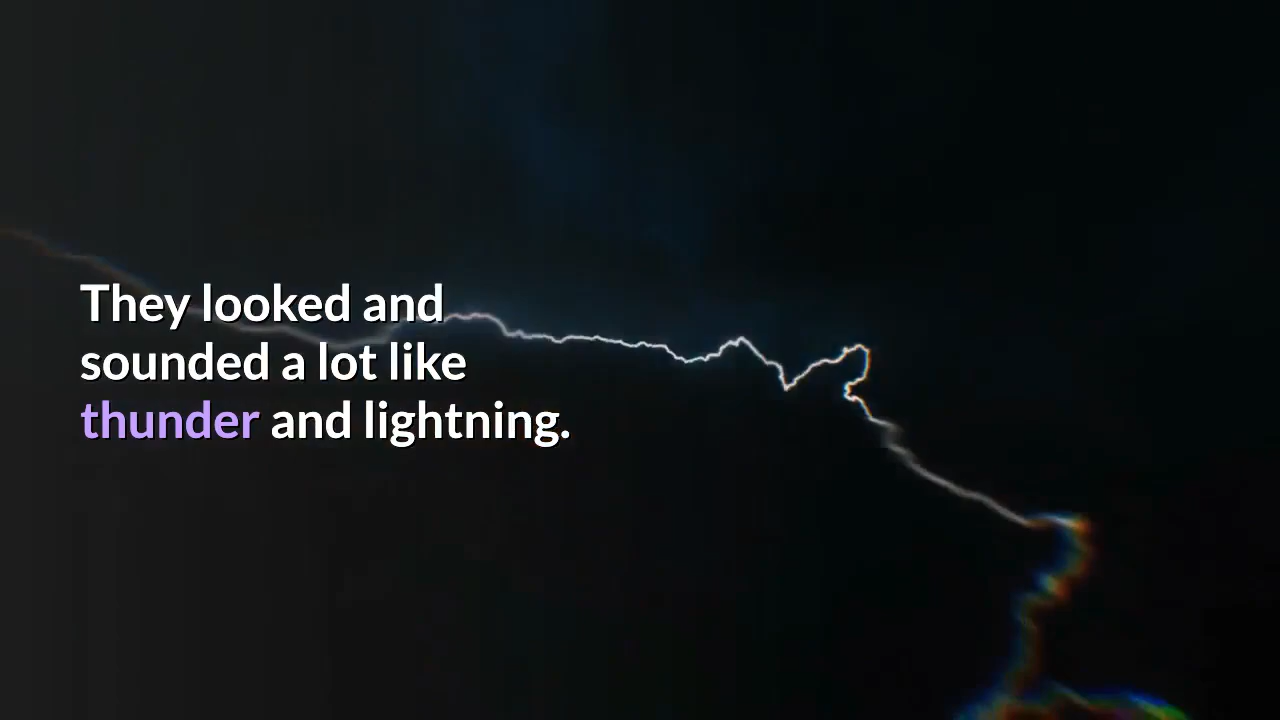 They looked and
sounded a lot like
thunder and lightning.